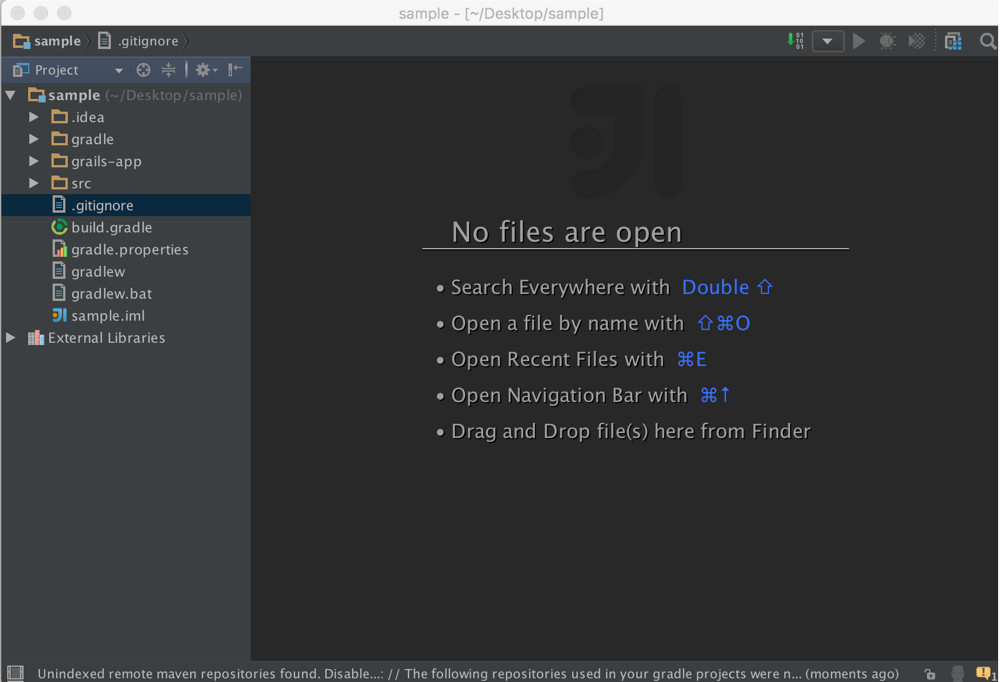 sample - [~/Desktop/sample]
sample .gitignore
Project
sample (~/Desktop/sample)
.idea
gradle
grails-app
src
.gitignore
build.gradle
gradle.properties
gradlew
gradlew.bat
sample.iml
External Libraries
No files are open
• Search Everywhere with Double ⇧
• Open a file by name with ⇧⌘O
• Open Recent Files with ⌘E
• Open Navigation Bar with ⌘↑
• Drag and Drop file(s) here from Finder
Unindexed remote maven repositories found. Disable...: // The following repositories used in your gradle projects were n... (moments ago) 1